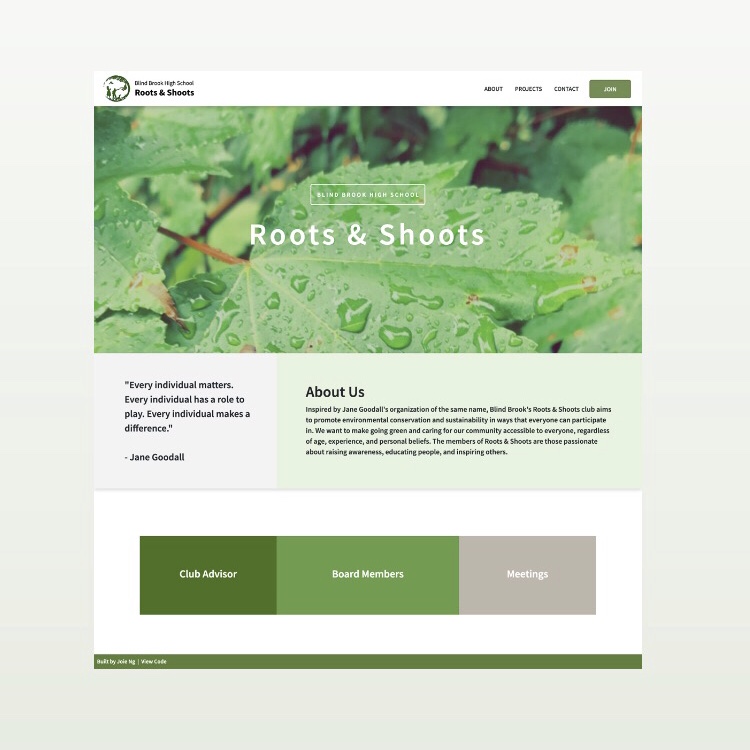 Blind Brook High School
Roots & Shoots
ABOUT PROJECTS CONTACT JOIN
BLIND BROOK HIGH SCHOOL
Roots & Shoots
"Every individual matters.
Every individual has a role to
play. Every individual makes a
difference."
- Jane Goodall
About Us
Inspired by Jane Goodall's organization of the same name, Blind Brook's Roots & Shoots club aims
to promote environmental conservation and sustainability in ways that everyone can participate
in. We want to make going green and caring for our community accessible to everyone, regardless
of age, experience, and personal beliefs. The members of Roots & Shoots are those passionate
about raising awareness, educating people, and inspiring others.
Club Advisor
Board Members
Meetings
Built by Joie Ng | View Code